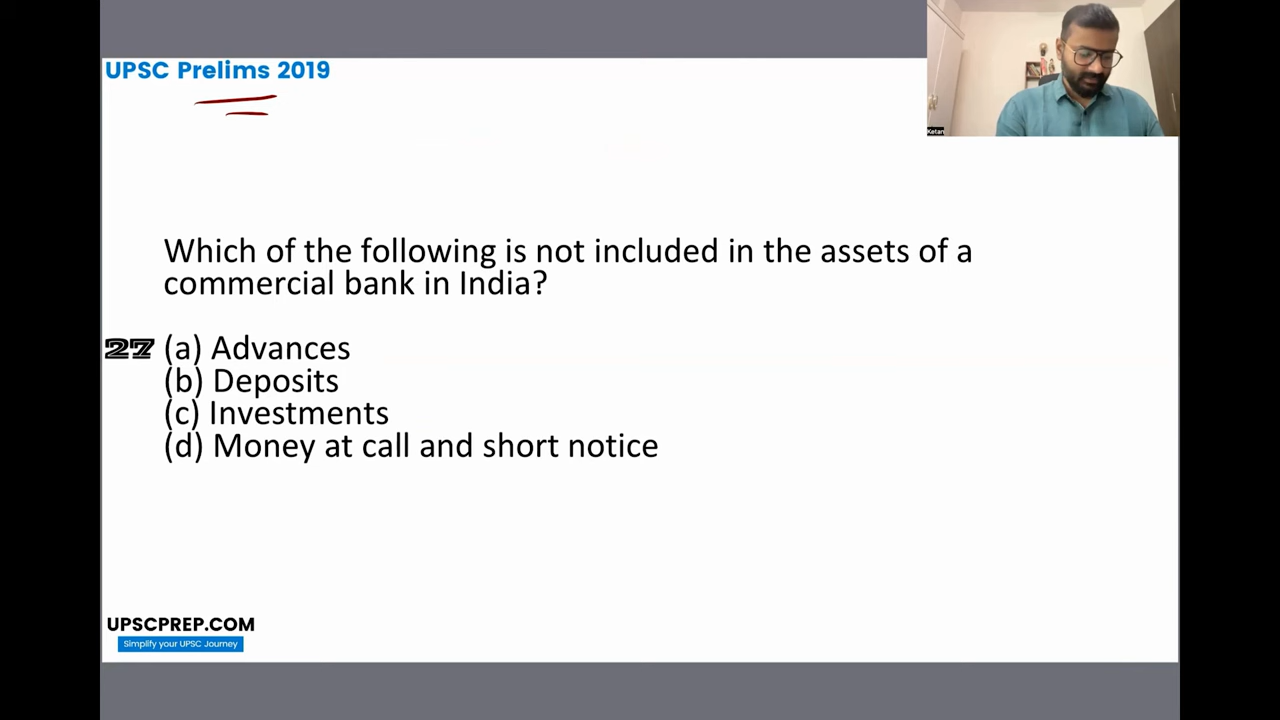 UPSC Prelims 2019
Ketan
Which of the following is not included in the assets of a
commercial bank in India?
27 (a) Advances
(b) Deposits
(c) Investments
(d) Money at call and short notice
UPSCPREP.COM
Simplify your UPSC Journey